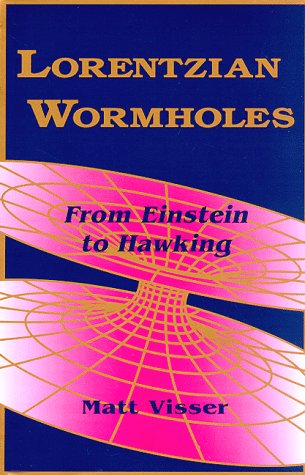 LORENTZIAN
WORMHOLES
From Einstein
to Hawking
Matt Visser